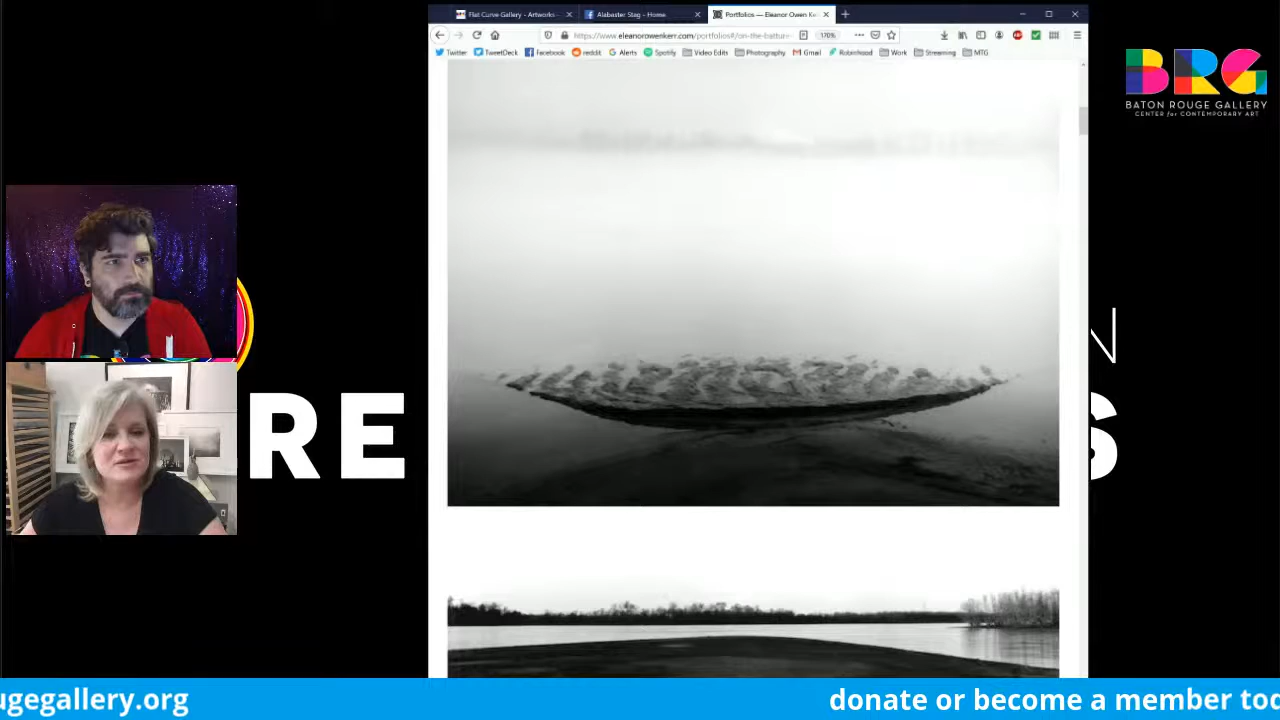 Flat Curve Gallery - Artworks -
Alabaster Stag - Home
Portfolios — Eleanor Owen Ke
https://www.eleanorowenkerr.com/portfolios#/on-the-batture
170%
Twitter
TweetDeck
Facebook
reddit
Alerts
Spotify
Video Edits
Photography
Gmail
Robinhood
Work
Streaming
MTG
BRG
BATON ROUGE GALLERY
CENTER for CONTEMPORARY ART
N
RE
S
ugegallery.org
donate or become a member tod